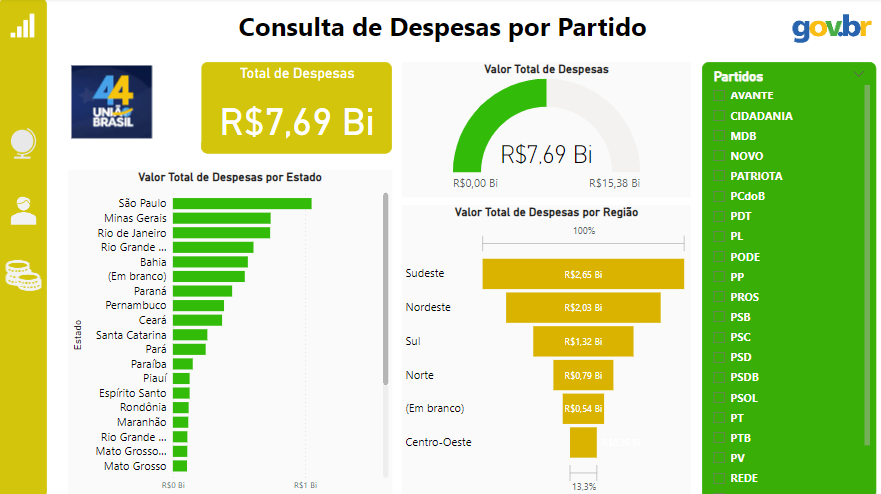 Consulta de Despesas por Partido
gov.br
44
UNIÃO
BRASIL
Total de Despesas
R$7,69 Bi
Valor Total de Despesas
R$7,69 Bi
R$0,00 Bi
R$15,38 Bi
Valor Total de Despesas por Estado
Estado
São Paulo
Minas Gerais
Rio de Janeiro
Rio Grande ...
Bahia
(Em branco)
Paraná
Pernambuco
Ceará
Santa Catarina
Pará
Paraíba
Piauí
Espírito Santo
Rondônia
Maranhão
Rio Grande ...
Mato Grosso...
Mato Grosso
R$0 Bi
R$1 Bi
Valor Total de Despesas por Região
100%
Sudeste
R$2,65 Bi
Nordeste
R$2,03 Bi
Sul
R$1,32 Bi
Norte
R$0,79 Bi
(Em branco)
R$0,54 Bi
Centro-Oeste
13,3%
Partidos
AVANTE
CIDADANIA
MDB
NOVO
PATRIOTA
PCdoB
PDT
PL
PODE
PP
PROS
PSB
PSC
PSD
PSDB
PSOL
PT
PTB
PV
REDE